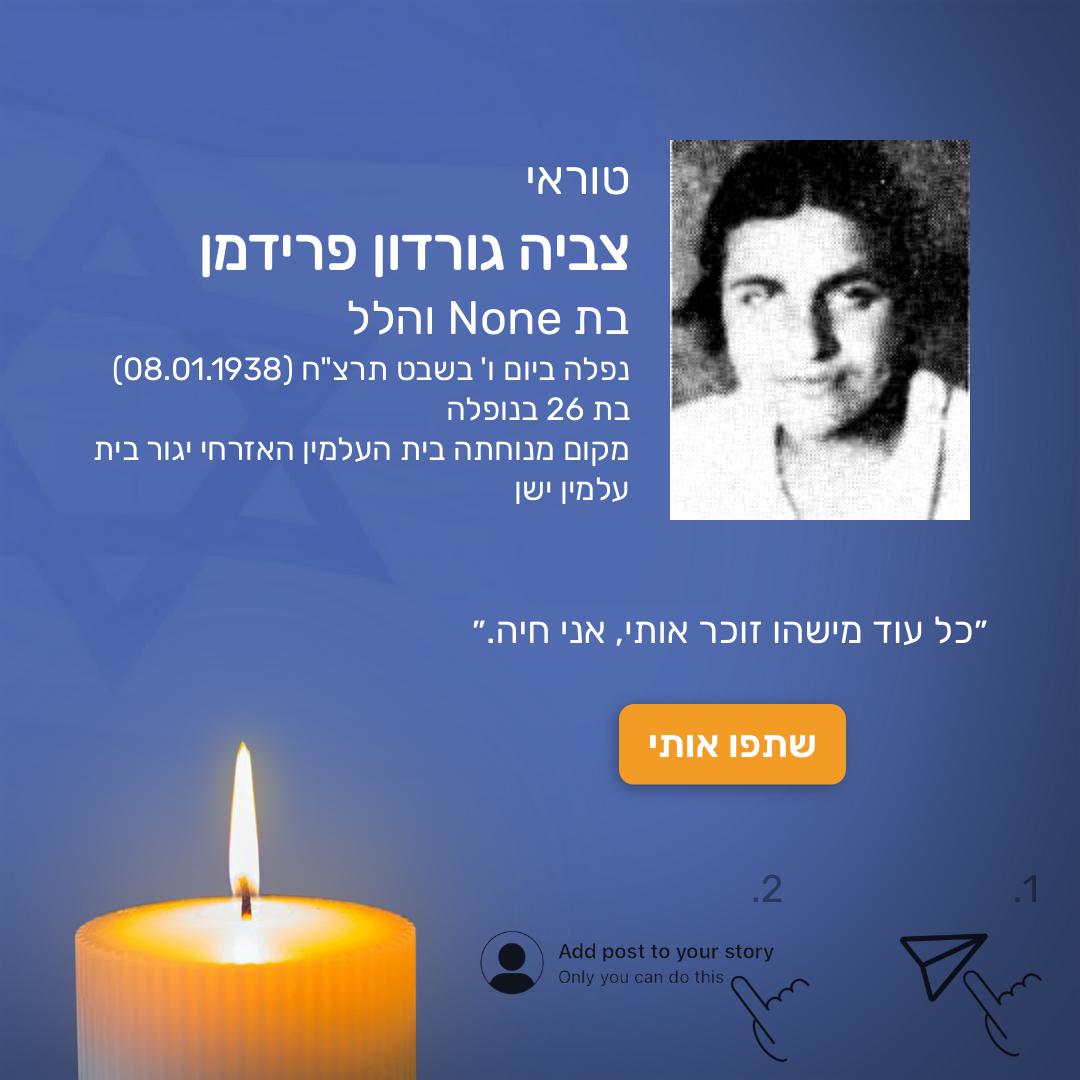 טוראי
צביה גורדון פרידמן
בת None והלל
נפלה ביום ו' בשבט תרצ"ח (08.01.1938)
בת 26 בנופלה
מקום מנוחתה בית העלמין האזרחי יגור בית
עלמין ישן
״כל עוד מישהו זוכר אותי, אני חיה.״
שתפו אותי
.1
.2
Add post to your story
Only you can do this